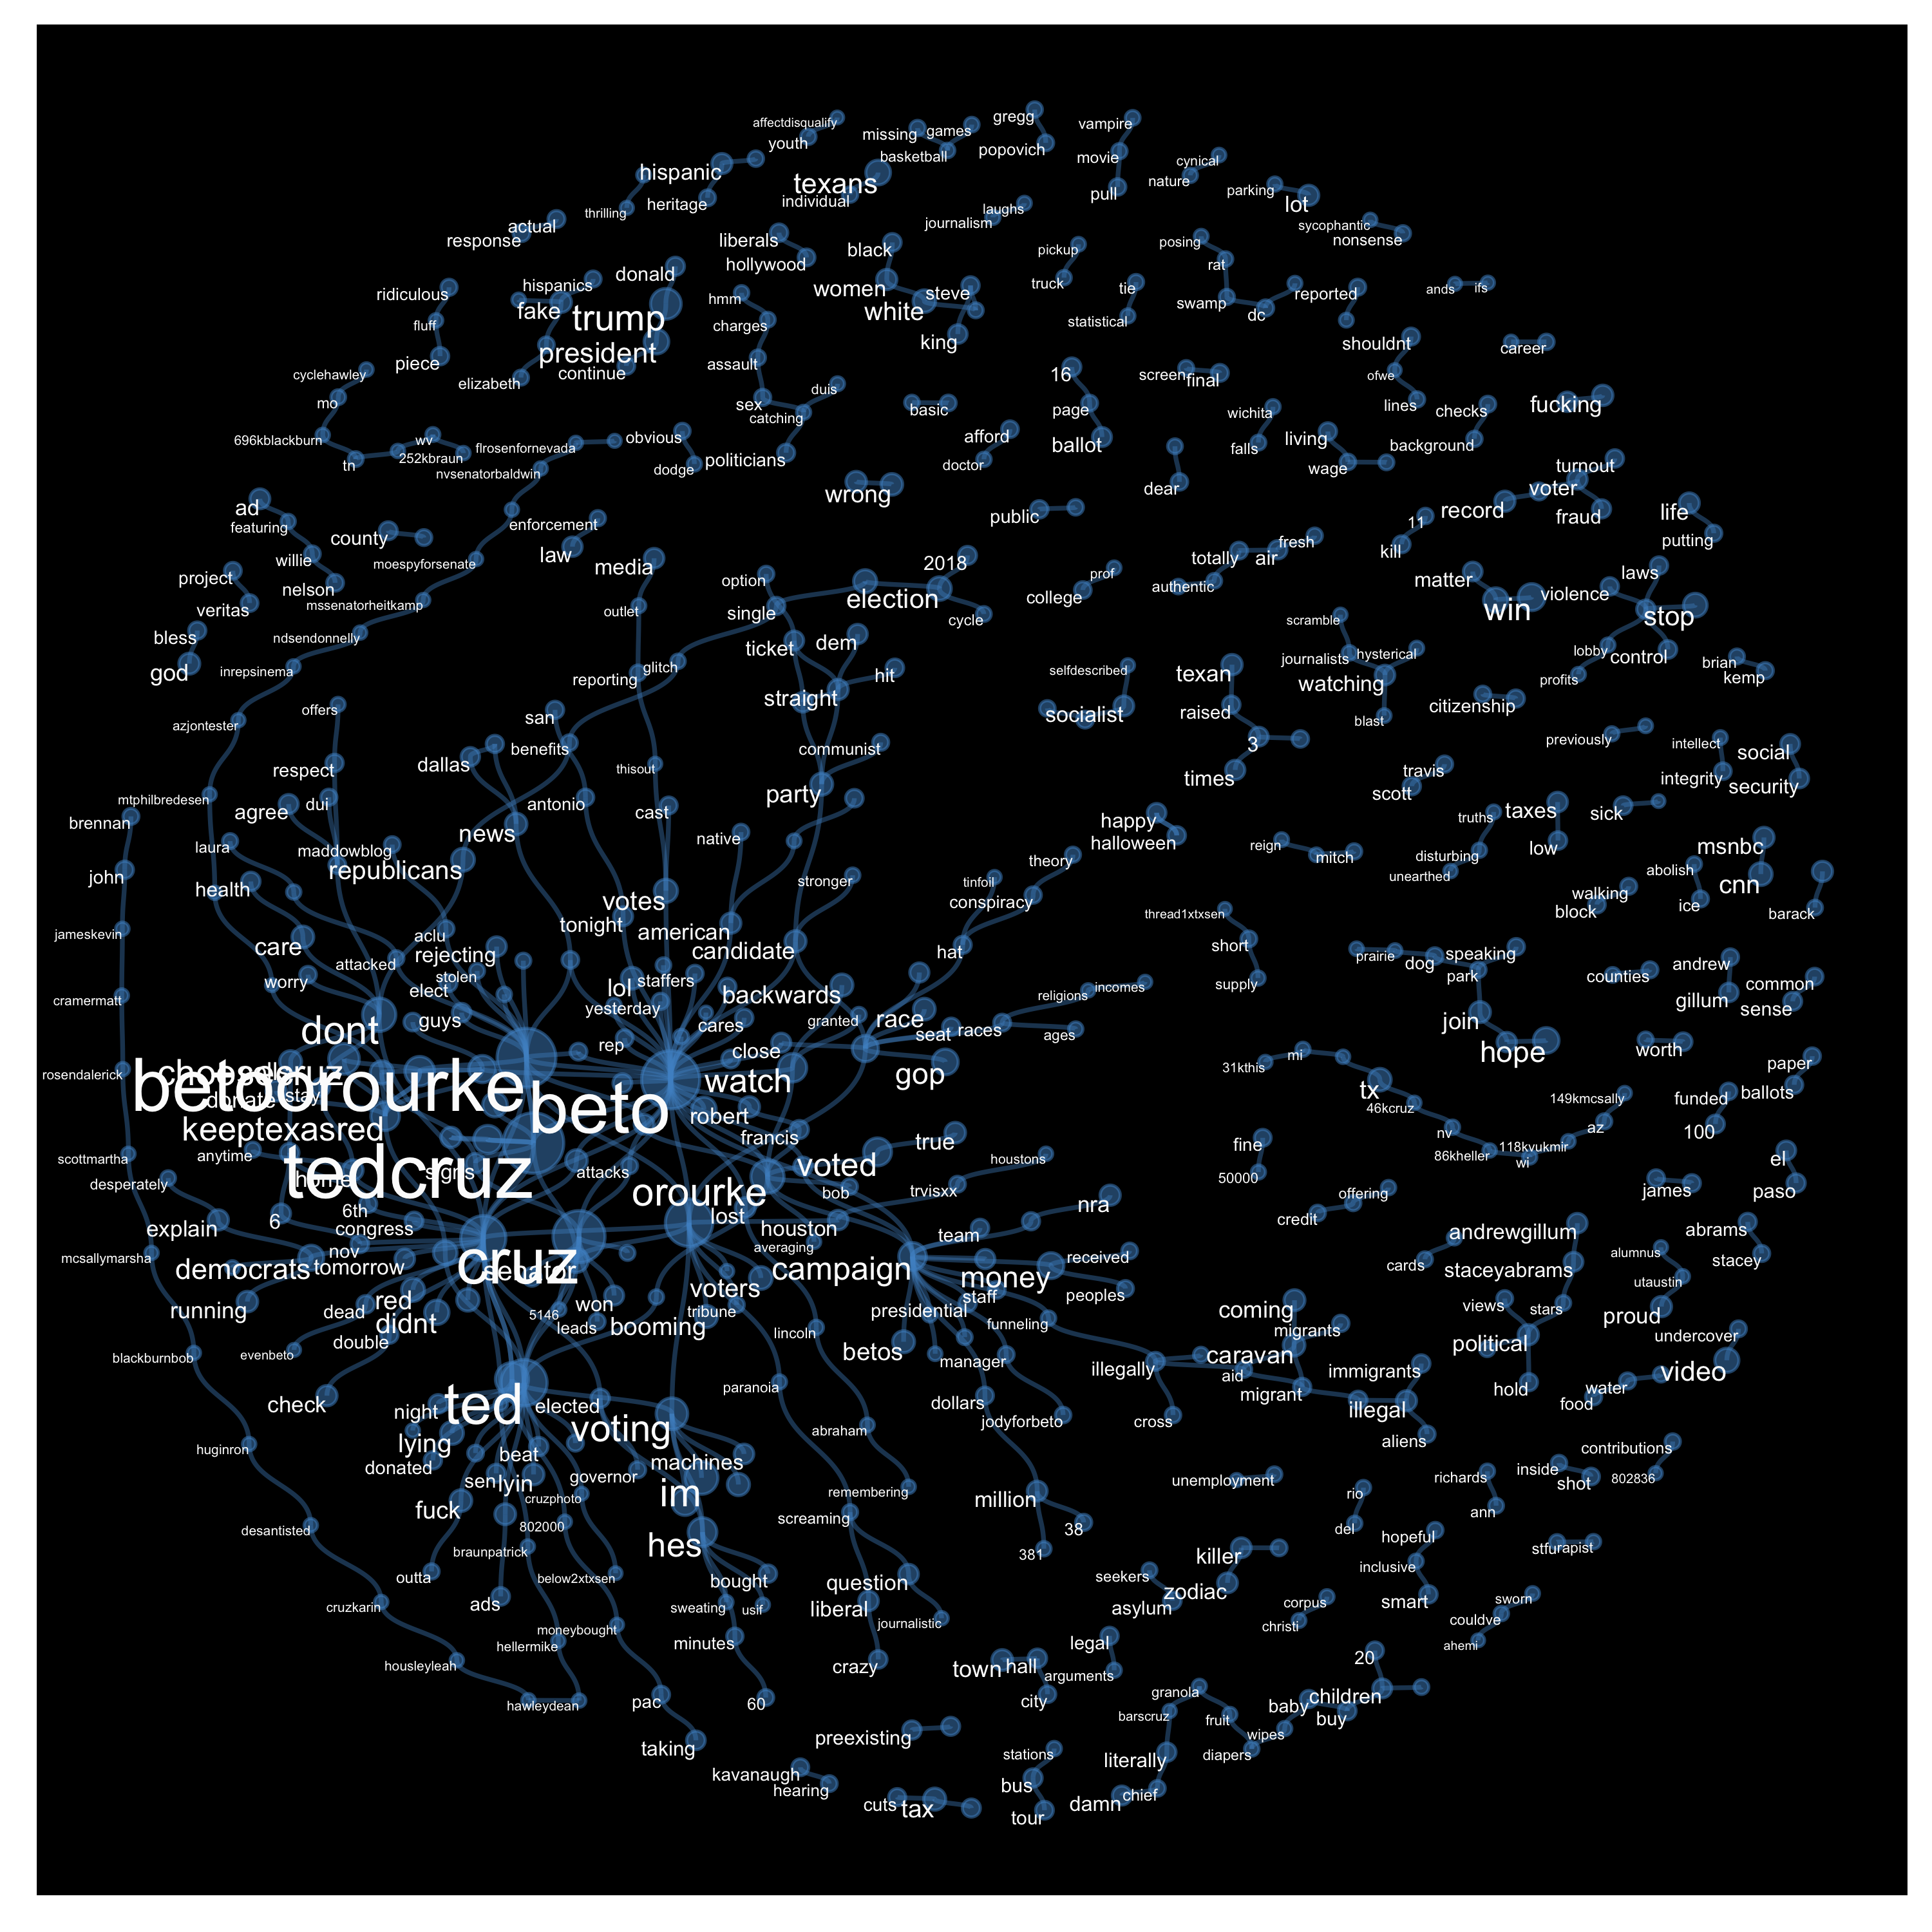 affectdisqualify
youth
missing
games
basketball
gregg
popovich
vampire
movie
pull
cynical
nature
parking
lot
sycophantic
nonsense
hispanic
heritage
thrilling
texans
individual
laughs
journalism
actual
response
liberals
hollywood
black
women
steve
white
king
pickup
truck
tie
statistical
posing
rat
swamp
dc
reported
ands
ifs
ridiculous
fluff
piece
hispanics
fake
donald
trump
president
continue
elizabeth
hmm
charges
assault
sex
catching
duis
politicians
shouldnt
ofwe
lines
career
cyclehawley
mo
696kblackburn
tn
wv
252kbraun
flrosenfornevada
nvsenatorbaldwin
obvious
dodge
basic
afford
doctor
16
page
ballot
screen
final
wichita
falls
living
wage
checks
background
fucking
wrong
dear
public
turnout
voter
record
fraud
11
kill
life
putting
ad
featuring
willie
nelson
county
enforcement
law
moespyforsenate
mssenatorheitkamp
ndsendonnelly
inrepsinema
azjontester
mtphilbredesen
project
veritas
bless
god
media
outlet
reporting
glitch
option
single
2018
election
cycle
ticket
dem
hit
straight
prof
college
fresh
totally
air
authentic
matter
win
violence
laws
stop
lobby
control
profits
brian
kemp
scramble
journalists
hysterical
watching
blast
selfdescribed
socialist
texan
raised
3
times
citizenship
previously
intellect
integrity
social
security
offers
san
benefits
dallas
antonio
thisout
communist
party
respect
dui
agree
news
cast
native
brennan
john
laura
health
maddowblog
republicans
votes
tonight
american
candidate
stronger
happy
halloween
theory
tinfoil
conspiracy
hat
travis
scott
taxes
low
sick
reign
mitch
truths
disturbing
unearthed
msnbc
cnn
abolish
ice
barack
walking
block
jameskevin
cramermatt
rosendalerick
scottmartha
mcsallymarsha
blackburnbob
huginron
desantisted
cruzkarin
housleyleah
hawleydean
hellermike
braunpatrick
care
worry
attacked
aclu
rejecting
stolen
elect
guys
lol
staffers
yesterday
cares
rep
backwards
granted
race
seat
races
religions
incomes
ages
close
watch
gop
thread1xtxsen
short
supply
prairie
dog
speaking
park
join
hope
counties
andrew
gillum
common
sense
worth
paper
ballots
funded
100
31kthis
mi
tx
46kcruz
nv
86kheller
wi
118kvukmir
az
149kmcsally
dont
betoorourke
beto
donate
stay
keeptexasred
anytime
tedcruz
signs
home
attacks
robert
francis
orourke
lost
voted
true
bob
trvisxx
houstons
houston
averaging
fine
50000
offering
credit
james
el
paso
desperately
explain
6
6th
congress
nov
tomorrow
democrats
running
cruz
senator
dead
red
didnt
double
evenbeto
check
5146
won
leads
booming
voters
tribune
lincoln
paranoia
campaign
team
nra
money
staff
received
peoples
presidential
funneling
betos
manager
dollars
jodyforbeto
million
38
381
andrewgillum
cards
staceyabrams
views
stars
political
hold
abrams
stacey
alumnus
utaustin
proud
undercover
video
water
food
coming
migrants
caravan
illegally
aid
migrant
cross
immigrants
illegal
aliens
ted
elected
night
lying
donated
beat
sen
lyin
fuck
outta
ads
governor
cruzphoto
802000
below2xtxsen
moneybought
pac
taking
voting
machines
im
hes
bought
usif
sweating
minutes
60
abraham
remembering
screaming
question
liberal
journalistic
crazy
unemployment
richards
ann
inside
shot
contributions
802836
rio
del
hopeful
inclusive
smart
stfurapist
killer
zodiac
seekers
asylum
corpus
christi
sworn
couldve
ahemi
legal
arguments
town
hall
city
20
children
baby
buy
granola
barscruz
fruit
wipes
diapers
literally
chief
damn
preexisting
kavanaugh
hearing
cuts
tax
stations
bus
tour